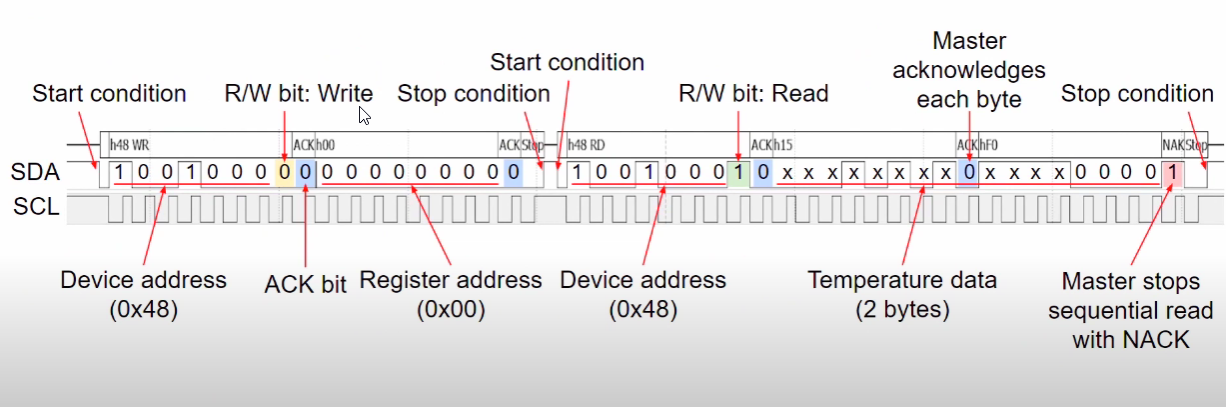 Master
acknowledges
each byte
Start condition
Start condition
R/W bit: Write
Stop condition
R/W bit: Read
Stop condition
h48 WR ACK h00 ACK Stop h48 RD ACK h15 ACK hF0 NAK Stop
SDA 1 0 0 1 0 0 0 0 0 0 0 0 0 0 0 0 0 0 1 0 0 1 0 0 0 1 0 x x x x x x x x 0 x x x x 0 0 0 0 1
SCL
Device address
(0x48)
ACK bit
Register address
(0x00)
Device address
(0x48)
Temperature data
(2 bytes)
Master stops
sequential read
with NACK